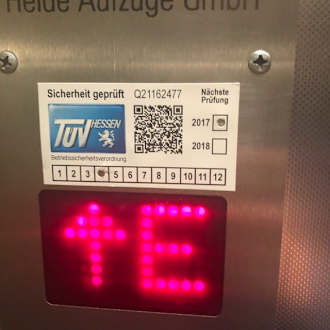 Heide Aufzüge GmbH
Sicherheit geprüft Q21162477 Nächste
Prüfung
2017
2018
TÜV HESSEN
Betriebssicherheitsverordnung
1 2 3 5 6 7 8 9 10 11 12
↑ E